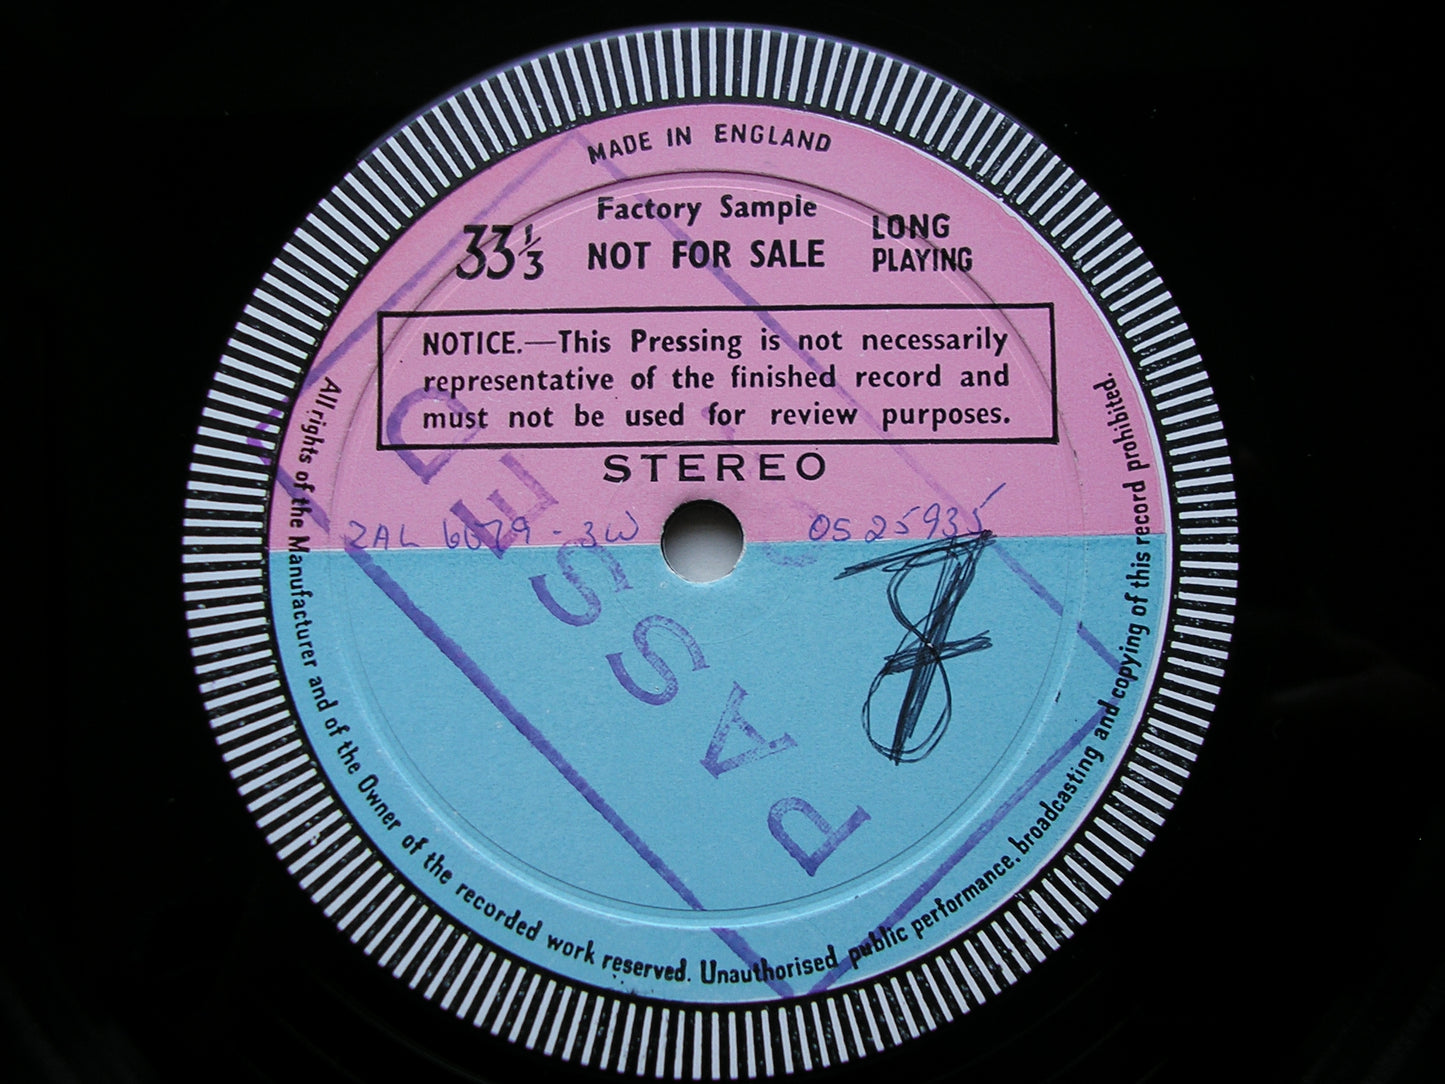 MADE IN ENGLAND
Factory Sample
33⅓ NOT FOR SALE LONG PLAYING
NOTICE.—This Pressing is not necessarily
representative of the finished record and
must not be used for review purposes.
STEREO
ZAL 6079 - 3W OS 25935
PASSED
All rights of the Manufacturer and of the Owner of the recorded work reserved. Unauthorised public performance, broadcasting and copying of this record prohibited.